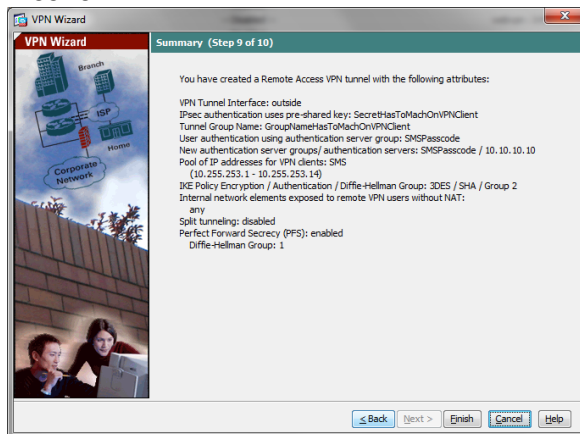 VPN Wizard
VPN Wizard
Summary (Step 9 of 10)
Branch
ISP
Home
Corporate
Network
You have created a Remote Access VPN tunnel with the following attributes:
VPN Tunnel Interface: outside
IPsec authentication uses pre-shared key: SecretHasToMachOnVPNClient
Tunnel Group Name: GroupNameHasToMachOnVPNClient
User authentication using authentication server group: SMSPasscode
New authentication server groups/ authentication servers: SMSPasscode / 10.10.10.10
Pool of IP addresses for VPN clients: SMS
(10.255.253.1 - 10.255.253.14)
IKE Policy Encryption / Authentication / Diffie-Hellman Group: 3DES / SHA / Group 2
Internal network elements exposed to remote VPN users without NAT:
any
Split tunneling: disabled
Perfect Forward Secrecy (PFS): enabled
Diffie-Hellman Group: 1
< Back Next > Finish Cancel Help